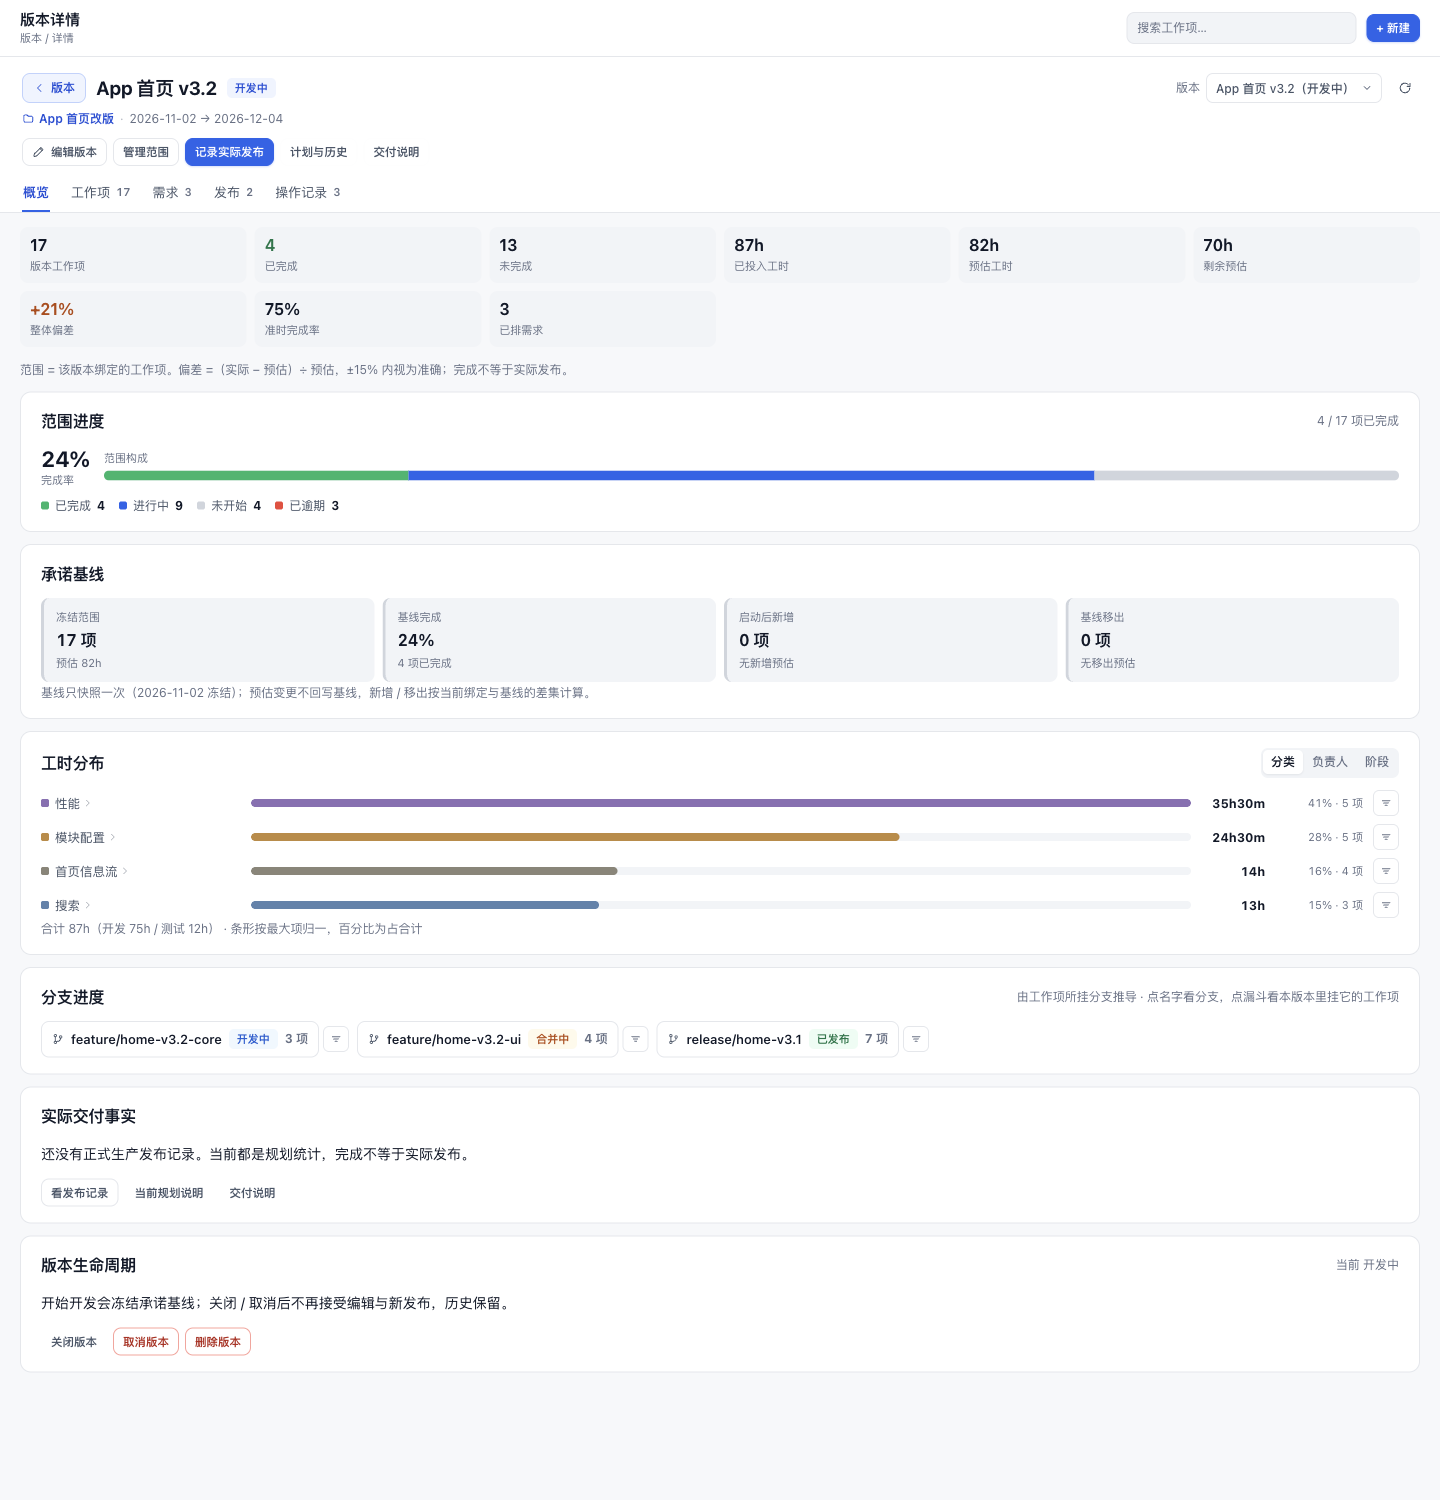 版本详情
版本 / 详情
搜索工作项...
+ 新建
版本
App 首页 v3.2
开发中
版本
App 首页 v3.2（开发中）
App 首页改版 · 2026-11-02 → 2026-12-04
编辑版本
管理范围
记录实际发布
计划与历史
交付说明
概览
工作项 17
需求 3
发布 2
操作记录 3
17
版本工作项
4
已完成
13
未完成
87h
已投入工时
82h
预估工时
70h
剩余预估
+21%
整体偏差
75%
准时完成率
3
已排需求
范围 = 该版本绑定的工作项。偏差 =（实际 − 预估）÷ 预估，±15% 内视为准确；完成不等于实际发布。
范围进度
4 / 17 项已完成
24%
完成率
范围构成
已完成 4
进行中 9
未开始 4
已逾期 3
承诺基线
冻结范围
17 项
预估 82h
基线完成
24%
4 项已完成
启动后新增
0 项
无新增预估
基线移出
0 项
无移出预估
基线只快照一次（2026-11-02 冻结）；预估变更不回写基线，新增 / 移出按当前绑定与基线的差集计算。
工时分布
分类
负责人
阶段
性能
35h30m
41% · 5 项
模块配置
24h30m
28% · 5 项
首页信息流
14h
16% · 4 项
搜索
13h
15% · 3 项
合计 87h（开发 75h / 测试 12h） · 条形按最大项归一，百分比为占合计
分支进度
由工作项所挂分支推导 · 点名字看分支，点漏斗看本版本里挂它的工作项
feature/home-v3.2-core 开发中 3 项
feature/home-v3.2-ui 合并中 4 项
release/home-v3.1 已发布 7 项
实际交付事实
还没有正式生产发布记录。当前都是规划统计，完成不等于实际发布。
看发布记录
当前规划说明
交付说明
版本生命周期
当前 开发中
开始开发会冻结承诺基线；关闭 / 取消后不再接受编辑与新发布，历史保留。
关闭版本
取消版本
删除版本